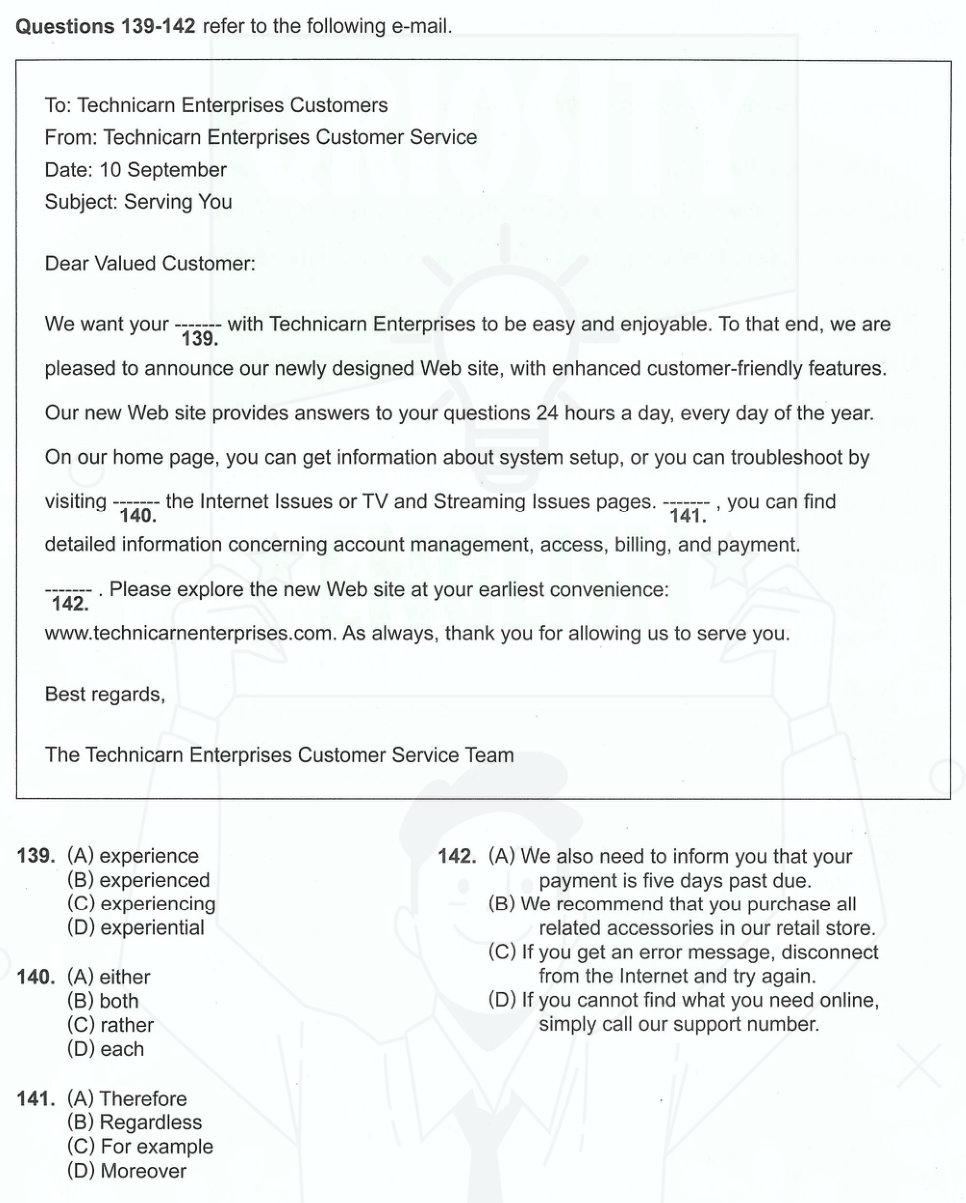 Questions 139-142 refer to the following e-mail.
To: Technicarn Enterprises Customers
From: Technicarn Enterprises Customer Service
Date: 10 September
Subject: Serving You
Dear Valued Customer:
We want your ------- with Technicarn Enterprises to be easy and enjoyable. To that end, we are
139.
pleased to announce our newly designed Web site, with enhanced customer-friendly features.
Our new Web site provides answers to your questions 24 hours a day, every day of the year.
On our home page, you can get information about system setup, or you can troubleshoot by
visiting ------- the Internet Issues or TV and Streaming Issues pages. ------- , you can find
140. 141.
detailed information concerning account management, access, billing, and payment.
------- . Please explore the new Web site at your earliest convenience:
142.
www.technicarnenterprises.com. As always, thank you for allowing us to serve you.
Best regards,
The Technicarn Enterprises Customer Service Team
139. (A) experience
(B) experienced
(C) experiencing
(D) experiential
140. (A) either
(B) both
(C) rather
(D) each
141. (A) Therefore
(B) Regardless
(C) For example
(D) Moreover
142. (A) We also need to inform you that your
payment is five days past due.
(B) We recommend that you purchase all
related accessories in our retail store.
(C) If you get an error message, disconnect
from the Internet and try again.
(D) If you cannot find what you need online,
simply call our support number.